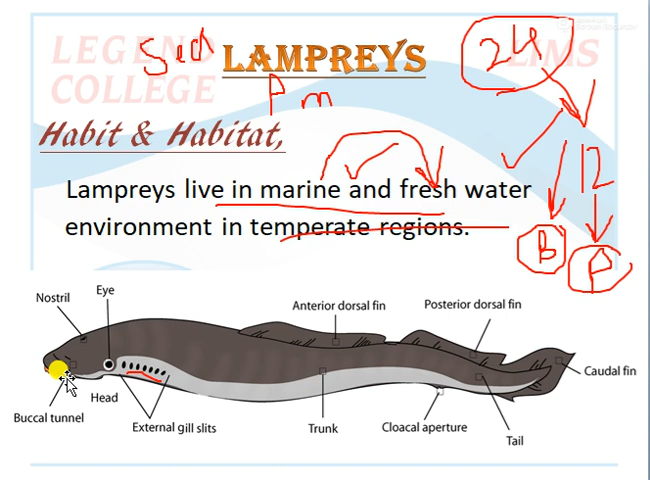 LEGEND
COLLEGE
LAMPREYS
24
P m
Habit & Habitat,
12
Lampreys live in marine and fresh water
environment in temperate regions.
B
P
Nostril
Eye
Anterior dorsal fin
Posterior dorsal fin
Caudal fin
Buccal tunnel
Head
External gill slits
Trunk
Cloacal aperture
Tail